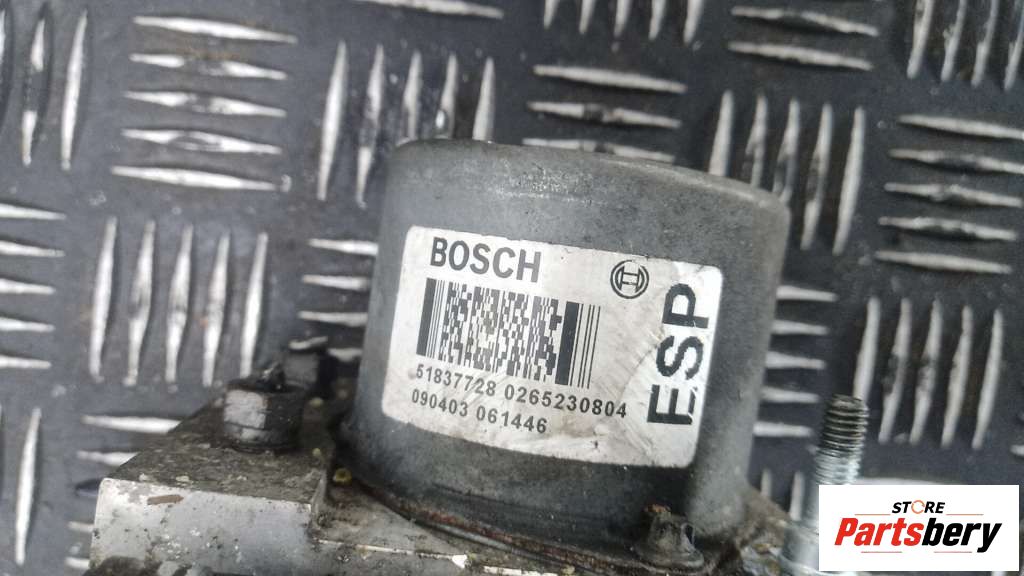 BOSCH
ESP
51837728 0265230804
090403 061446
STORE
Partsbery